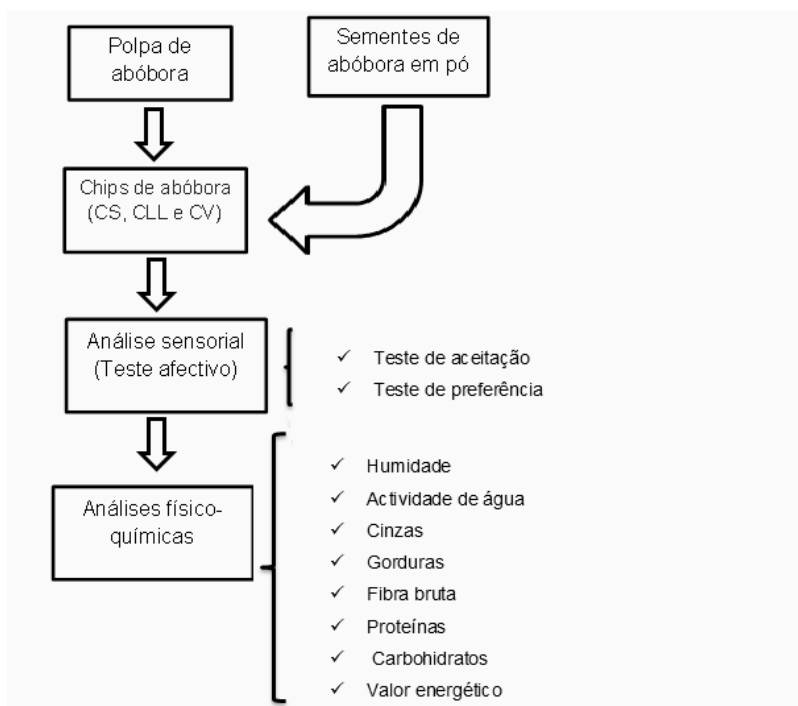 Polpa de
abóbora
Sementes de
abóbora em pó
Chips de abóbora
(CS, CLL e CV)
Análise sensorial
(Teste afectivo)
✓ Teste de aceitação
✓ Teste de preferência
Análises físico-
químicas
✓ Humidade
✓ Actividade de água
✓ Cinzas
✓ Gorduras
✓ Fibra bruta
✓ Proteínas
✓ Carbohidratos
✓ Valor energético